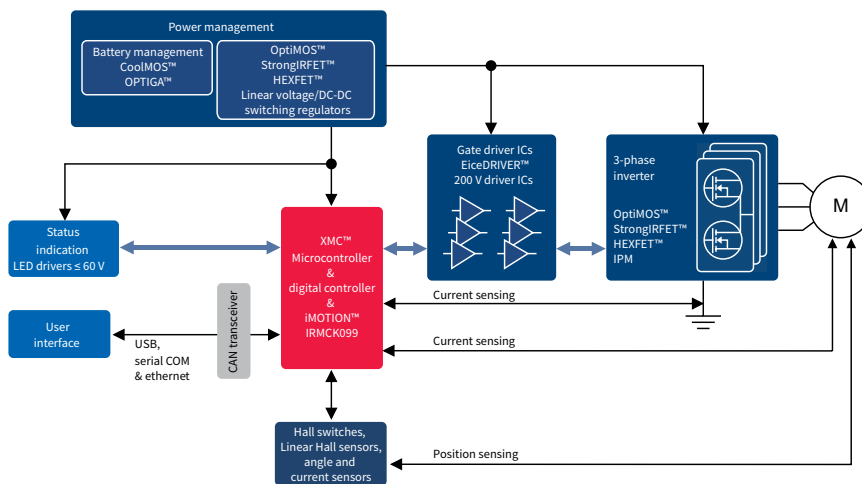 Power management
Battery management
CoolMOS™
OPTIGA™
OptiMOS™
StrongIRFET™
HEXFET™
Linear voltage/DC-DC
switching regulators
Gate driver ICs
EiceDRIVER™
200 V driver ICs
3-phase
inverter
OptiMOS™
StrongIRFET™
HEXFET™
IPM
M
Status
indication
LED drivers ≤ 60 V
XMC™
Microcontroller
&
digital controller
&
iMOTION™
IRMCK099
User
interface
USB,
serial COM
& ethernet
CAN transceiver
Current sensing
Current sensing
Hall switches,
Linear Hall sensors,
angle and
current sensors
Position sensing